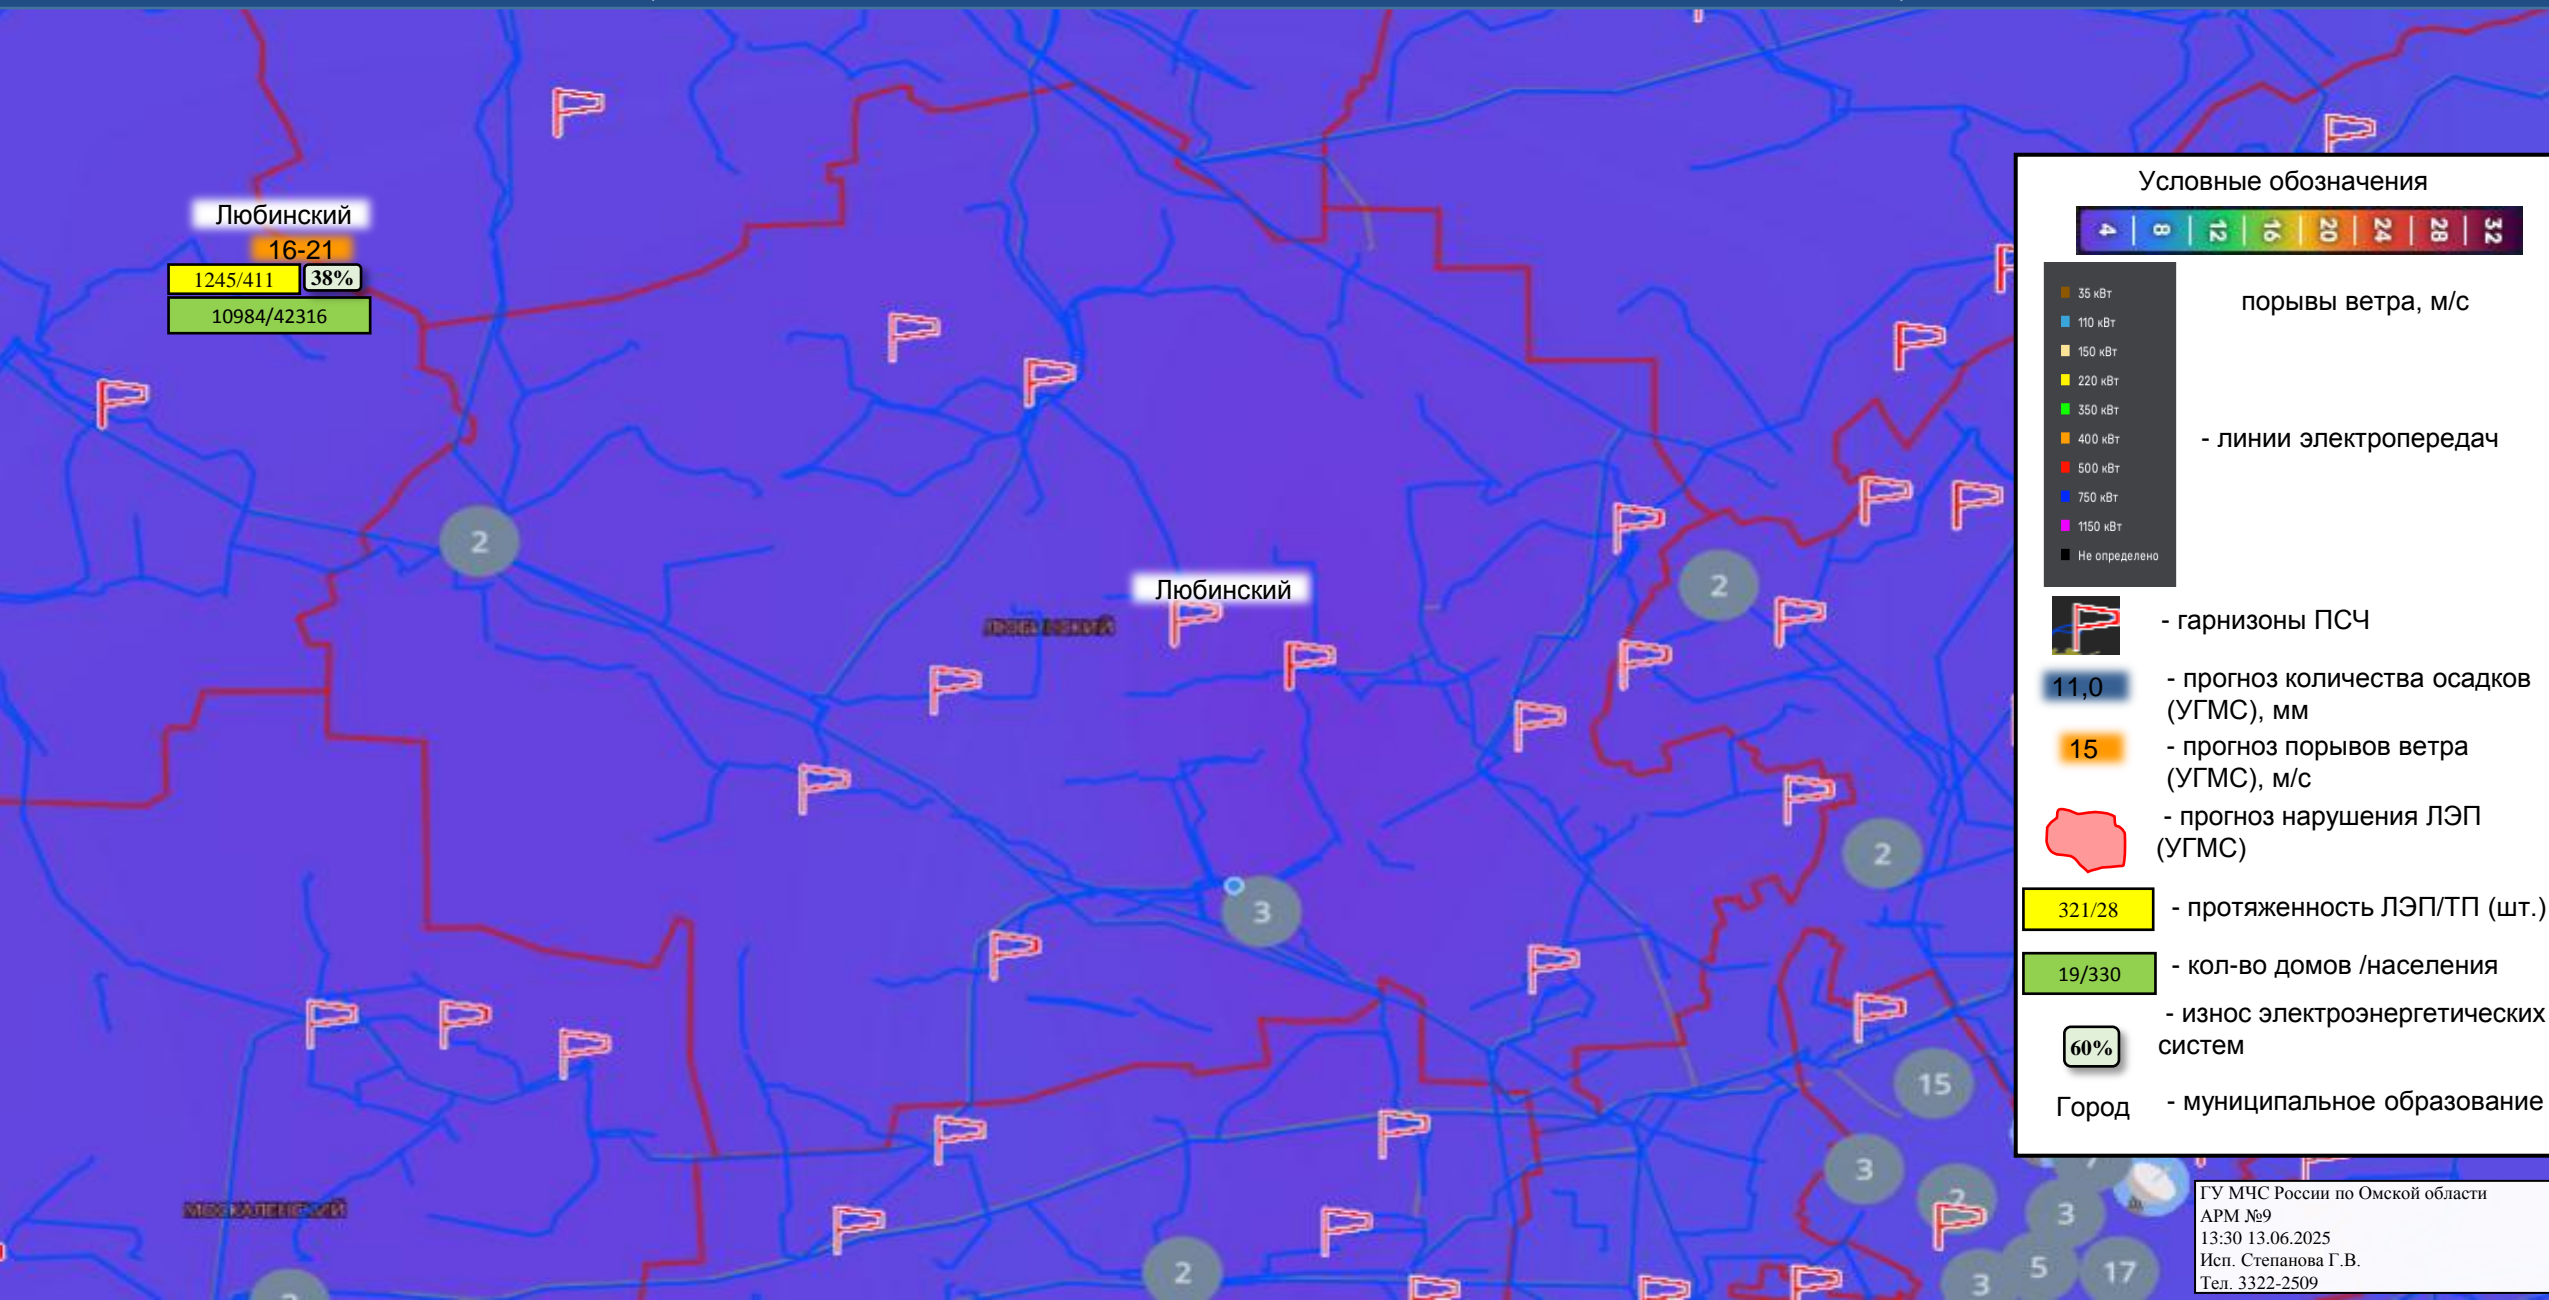 Любинский
16-21
1245/411
38%
10984/42316
2
Любинский
ЛЮБИНСКИЙ
2
2
3
15
3
2
3
7
2
3
5
17
МОСКАЛЕНСКИЙ
Условные обозначения
4 8 12 16 20 24 28 32
порывы ветра, м/с
35 кВт
110 кВт
150 кВт
220 кВт
350 кВт
400 кВт
500 кВт
750 кВт
1150 кВт
Не определено
- линии электропередач
- гарнизоны ПСЧ
11,0
- прогноз количества осадков
(УГМС), мм
15
- прогноз порывов ветра
(УГМС), м/с
- прогноз нарушения ЛЭП
(УГМС)
321/28
- протяженность ЛЭП/ТП (шт.)
19/330
- кол-во домов /населения
60%
- износ электроэнергетических
систем
Город
- муниципальное образование
ГУ МЧС России по Омской области
АРМ №9
13:30 13.06.2025
Исп. Степанова Г.В.
Тел. 3322-2509